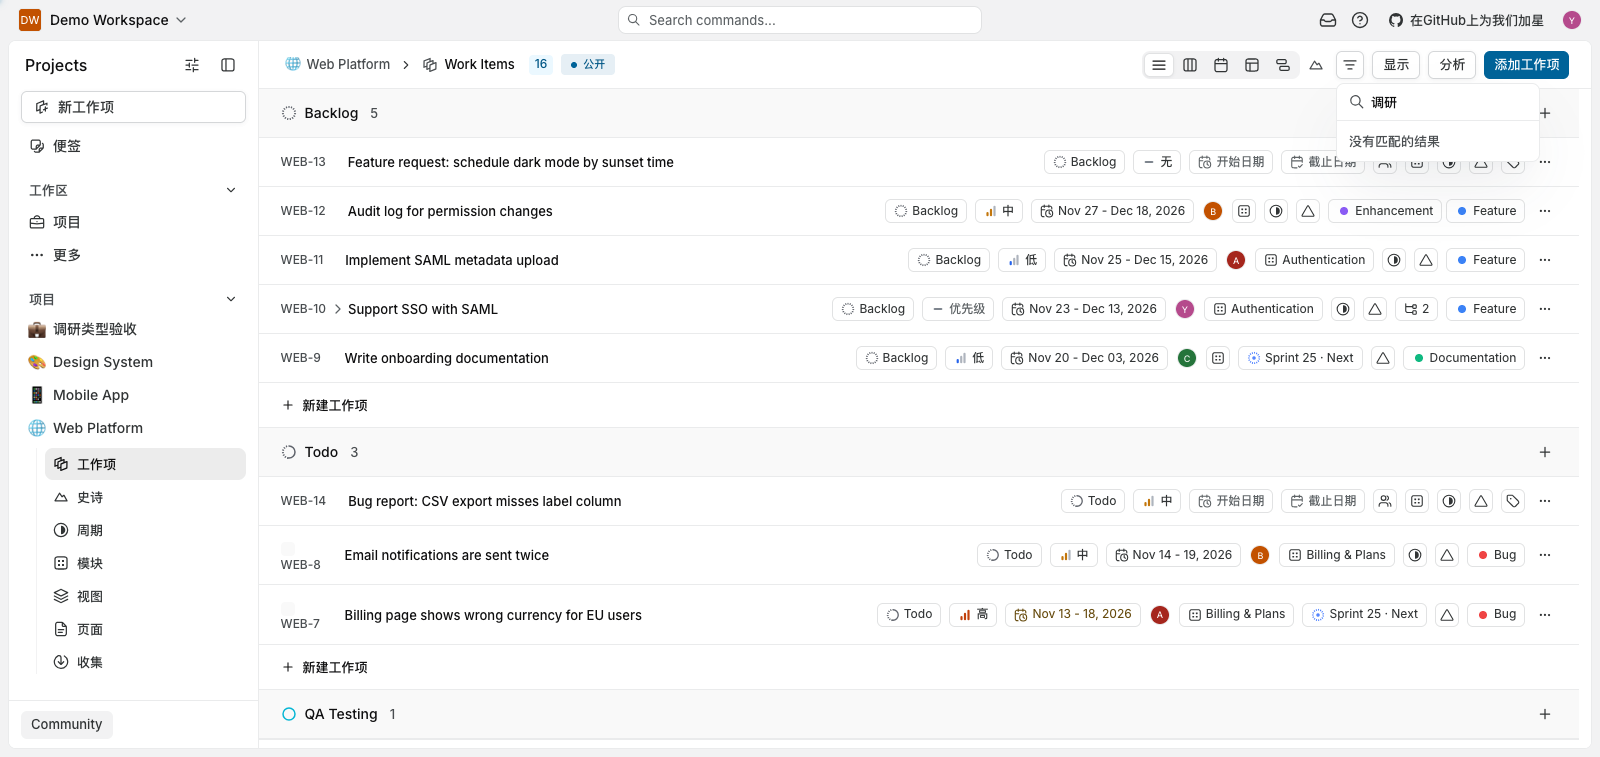 DW Demo Workspace
Search commands...
在GitHub上为我们加星
Y
Projects
新工作项
便签
工作区
项目
更多
项目
调研类型验收
Design System
Mobile App
Web Platform
工作项
史诗
周期
模块
视图
页面
收集
Community
Web Platform
Work Items
16
公开
显示
分析
添加工作项
调研
没有匹配的结果
Backlog 5
WEB-13 Feature request: schedule dark mode by sunset time Backlog 无 开始日期 截止日期
WEB-12 Audit log for permission changes Backlog 中 Nov 27 - Dec 18, 2026 B Enhancement Feature
WEB-11 Implement SAML metadata upload Backlog 低 Nov 25 - Dec 15, 2026 A Authentication Feature
WEB-10 Support SSO with SAML Backlog 优先级 Nov 23 - Dec 13, 2026 Y Authentication 2 Feature
WEB-9 Write onboarding documentation Backlog 低 Nov 20 - Dec 03, 2026 C Sprint 25 · Next Documentation
新建工作项
Todo 3
WEB-14 Bug report: CSV export misses label column Todo 中 开始日期 截止日期
WEB-8 Email notifications are sent twice Todo 中 Nov 14 - 19, 2026 B Billing & Plans Bug
WEB-7 Billing page shows wrong currency for EU users Todo 高 Nov 13 - 18, 2026 A Billing & Plans Sprint 25 · Next Bug
新建工作项
QA Testing 1